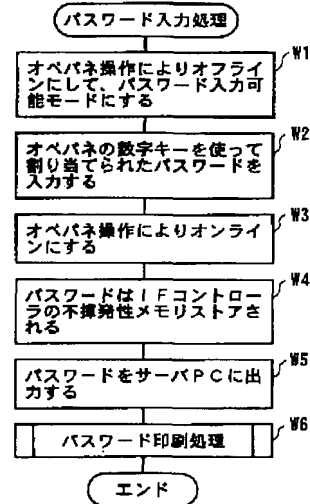 パスワード入力処理
W1
オペパネ操作によりオフライ
ンにして、パスワード入力可
能モードにする
W2
オペパネの数字キーを使って
割り当てられたパスワードを
入力する
W3
オペパネ操作によりオンライ
ンにする
W4
パスワードはIFコントロー
ラの不揮発性メモリストアさ
れる
W5
パスワードをサーバPCに出
力する
W6
パスワード印刷処理
エンド